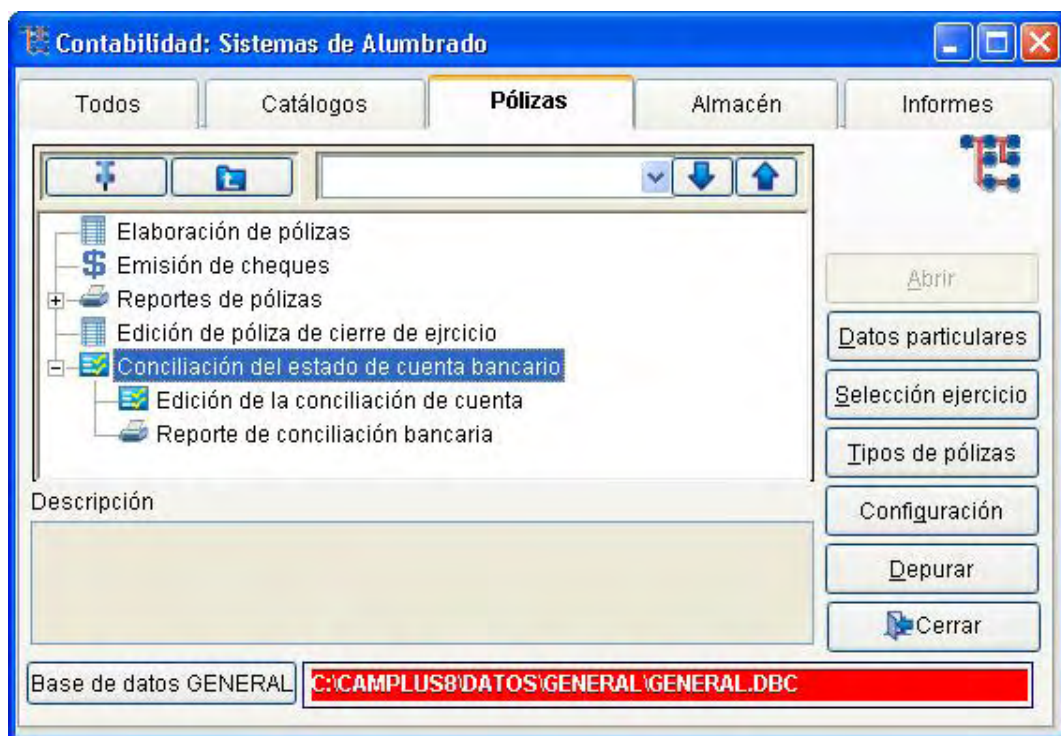 Contabilidad: Sistemas de Alumbrado
Todos
Catálogos
Pólizas
Almacén
Informes
Elaboración de pólizas
Emisión de cheques
Reportes de pólizas
Edición de póliza de cierre de ejrcicio
Conciliación del estado de cuenta bancario
Edición de la conciliación de cuenta
Reporte de conciliación bancaria
Abrir
Datos particulares
Selección ejercicio
Tipos de pólizas
Configuración
Depurar
Cerrar
Descripción
Base de datos GENERAL
C:\CAMPLUS8\DATOS\GENERAL\GENERAL.DBC